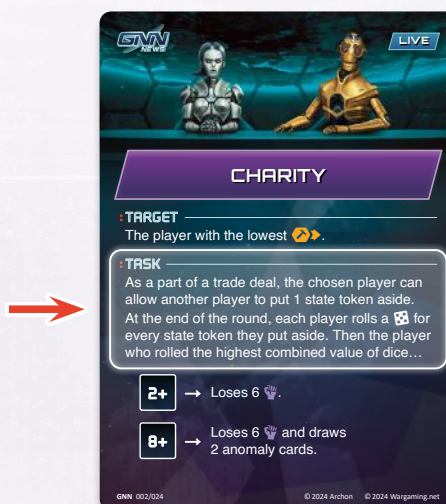 GNN
NEWS
LIVE
CHARITY
TARGET
The player with the lowest .
TASK
As a part of a trade deal, the chosen player can
allow another player to put 1 state token aside.
At the end of the round, each player rolls a for
every state token they put aside. Then the player
who rolled the highest combined value of dice…
2+ → Loses 6 .
8+ → Loses 6 and draws
2 anomaly cards.
GNN 002/024 © 2024 Archon © 2024 Wargaming.net